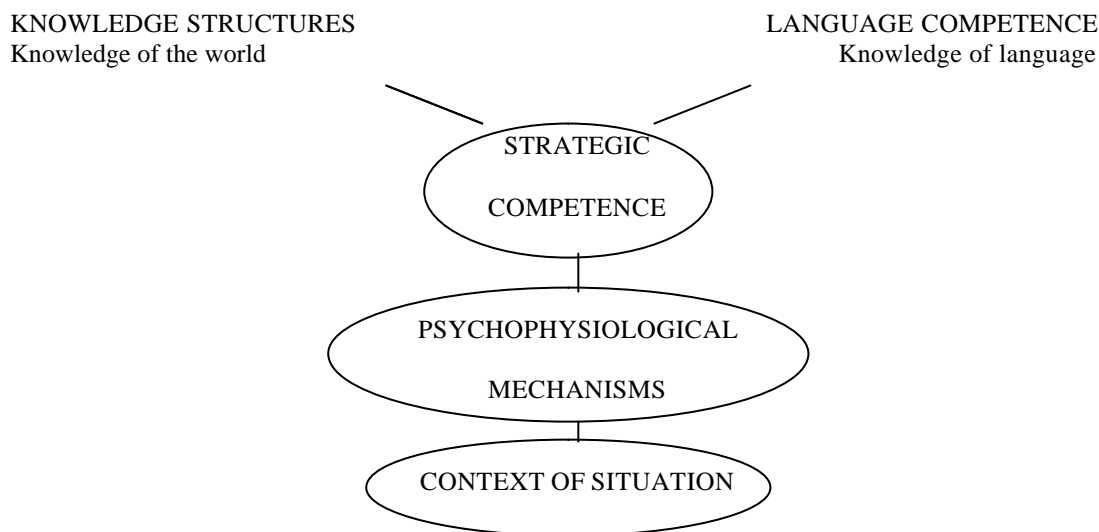 KNOWLEDGE STRUCTURES
Knowledge of the world
LANGUAGE COMPETENCE
Knowledge of language
STRATEGIC
COMPETENCE
PSYCHOPHYSIOLOGICAL
MECHANISMS
CONTEXT OF SITUATION